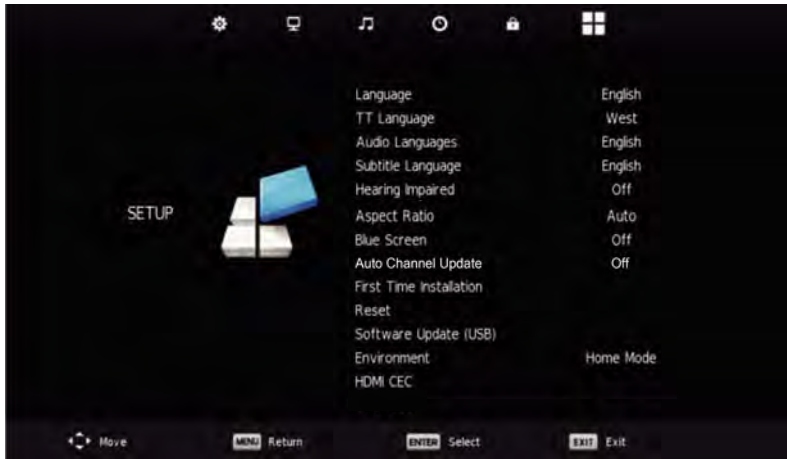 Language English
TT Language West
Audio Languages English
Subtitle Language English
Hearing Impaired Off
SETUP
Aspect Ratio Auto
Blue Screen Off
Auto Channel Update Off
First Time Installation
Reset
Software Update (USB)
Environment Home Mode
HDMI CEC
Move MENU Return ENTER Select EXIT Exit